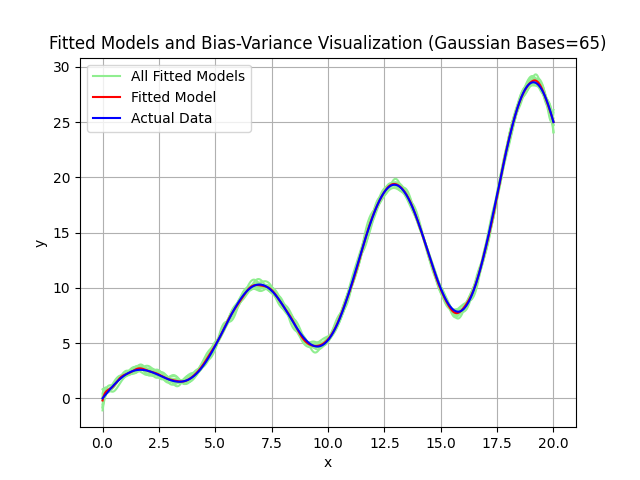 Fitted Models and Bias-Variance Visualization (Gaussian Bases=65)
All Fitted Models
Fitted Model
Actual Data
30
25
20
15
10
5
0
y
0.0 2.5 5.0 7.5 10.0 12.5 15.0 17.5 20.0
x